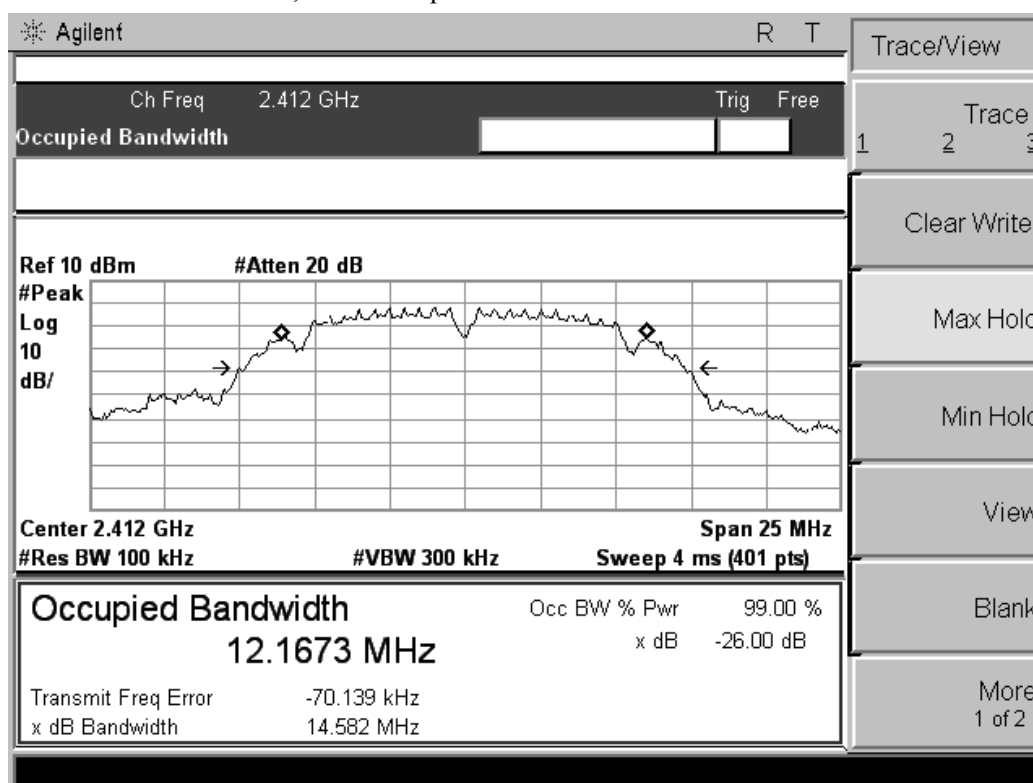 Agilent R T
Trace/View
Ch Freq 2.412 GHz Trig Free
Occupied Bandwidth
Trace
1 2 3
Clear Write
Ref 10 dBm #Atten 20 dB
#Peak
Log
10
dB/
Max Hold
Min Hold
View
Center 2.412 GHz Span 25 MHz
#Res BW 100 kHz #VBW 300 kHz Sweep 4 ms (401 pts)
Occupied Bandwidth Occ BW % Pwr 99.00 %
12.1673 MHz x dB -26.00 dB
Blank
Transmit Freq Error -70.139 kHz
x dB Bandwidth 14.582 MHz
More
1 of 2